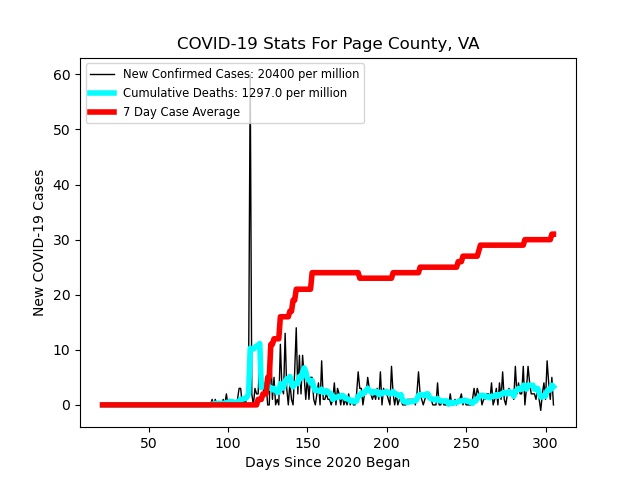 COVID-19 Stats For Page County, VA
New Confirmed Cases: 20400 per million
Cumulative Deaths: 1297.0 per million
7 Day Case Average
New COVID-19 Cases
60
50
40
30
20
10
0
50 100 150 200 250 300
Days Since 2020 Began